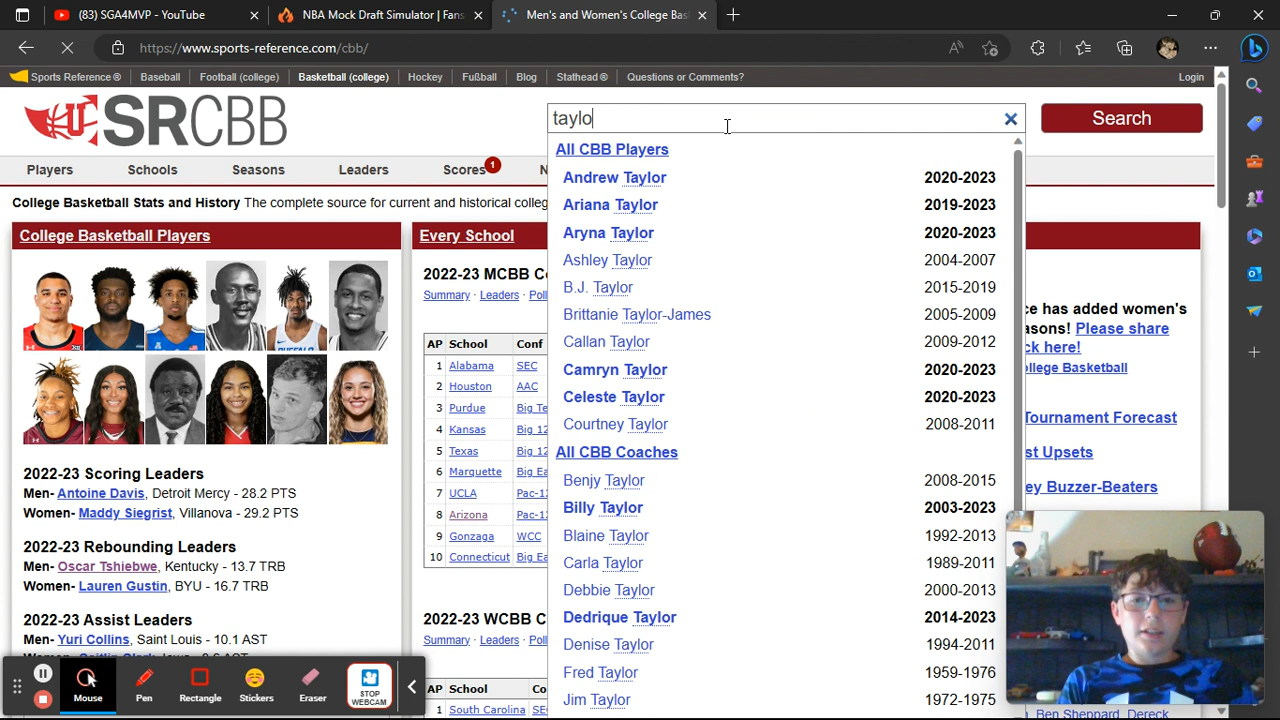 (83) SGA4MVP - YouTube
NBA Mock Draft Simulator | Fans
Men's and Women's College Bas
https://www.sports-reference.com/cbb/
Sports Reference ®
Baseball
Football (college)
Basketball (college)
Hockey
Fußball
Blog
Stathead®
Questions or Comments?
Login
SRCBB
taylo
Search
Players
Schools
Seasons
Leaders
Scores
1
N
College Basketball Stats and History The complete source for current and historical colleg
College Basketball Players
2022-23 Scoring Leaders
Men- Antoine Davis, Detroit Mercy - 28.2 PTS
Women- Maddy Siegrist, Villanova - 29.2 PTS
2022-23 Rebounding Leaders
Men- Oscar Tshiebwe, Kentucky - 13.7 TRB
Women- Lauren Gustin, BYU - 16.7 TRB
2022-23 Assist Leaders
Men- Yuri Collins, Saint Louis - 10.1 AST
Every School
2022-23 MCBB C
Summary · Leaders · Poll
AP School Conf
1 Alabama SEC
2 Houston AAC
3 Purdue Big Te
4 Kansas Big 12
5 Texas Big 12
6 Marquette Big Ea
7 UCLA Pac-12
8 Arizona Pac-12
9 Gonzaga WCC
10 Connecticut Big Ea
2022-23 WCBB C
Summary · Leaders · Poll
AP School Co
1 South Carolina SE
All CBB Players
Andrew Taylor 2020-2023
Ariana Taylor 2019-2023
Aryna Taylor 2020-2023
Ashley Taylor 2004-2007
B.J. Taylor 2015-2019
Brittanie Taylor-James 2005-2009
Callan Taylor 2009-2012
Camryn Taylor 2020-2023
Celeste Taylor 2020-2023
Courtney Taylor 2008-2011
All CBB Coaches
Benjy Taylor 2008-2015
Billy Taylor 2003-2023
Blaine Taylor 1992-2013
Carla Taylor 1989-2011
Debbie Taylor 2000-2013
Dedrique Taylor 2014-2023
Denise Taylor 1994-2011
Fred Taylor 1959-1976
Jim Taylor 1972-1975
ce has added women's
asons! Please share
ck here!
ollege Basketball
Tournament Forecast
st Upsets
ey Buzzer-Beaters
Ben Sheppard, Dereck
Mouse
Pen
Rectangle
Stickers
Eraser
STOP
WEBCAM